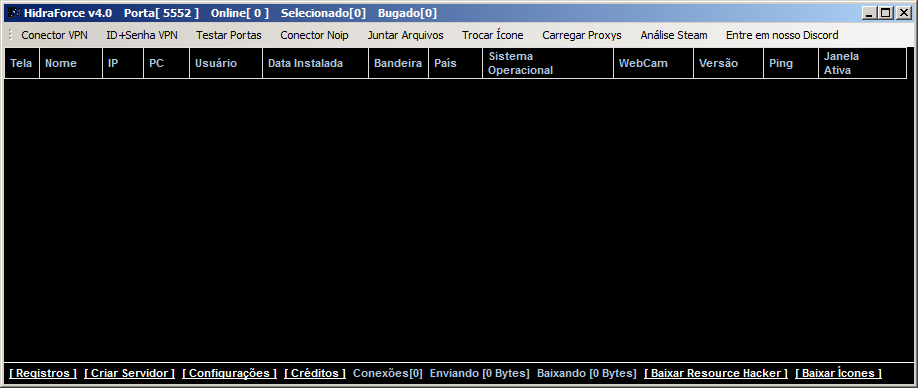 HidraForce v4.0 Porta[ 5552 ] Online[ 0 ] Selecionado[0] Bugado[0]
Conector VPN ID+Senha VPN Testar Portas Conector Noip Juntar Arquivos Trocar Ícone Carregar Proxys Análise Steam Entre em nosso Discord
Tela Nome IP PC Usuário Data Instalada Bandeira País Sistema Operacional WebCam Versão Ping Janela Ativa
[ Registros ] [ Criar Servidor ] [ Configurações ] [ Créditos ] Conexões[0] Enviando [0 Bytes] Baixando [0 Bytes] [ Baixar Resource Hacker ] [ Baixar Ícones ]